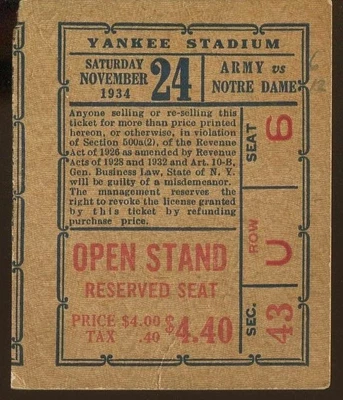 YANKEE STADIUM
SATURDAY
NOVEMBER
1934
24
ARMY vs
NOTRE DAME
Anyone selling or re-selling this
ticket for more than price printed
hereon, or otherwise, in violation
of Section 500a(2), of the Revenue
Act of 1926 as amended by Revenue
Acts of 1928 and 1932 and Art. 10-B,
Gen. Business Law, State of N. Y.
will be guilty of a misdemeanor.
The management reserves the
right to revoke the license granted
by this ticket by refunding
purchase price.
SEAT 6
ROW U
SEC. 43
OPEN STAND
RESERVED SEAT
PRICE $4.00
TAX .40
$4.40